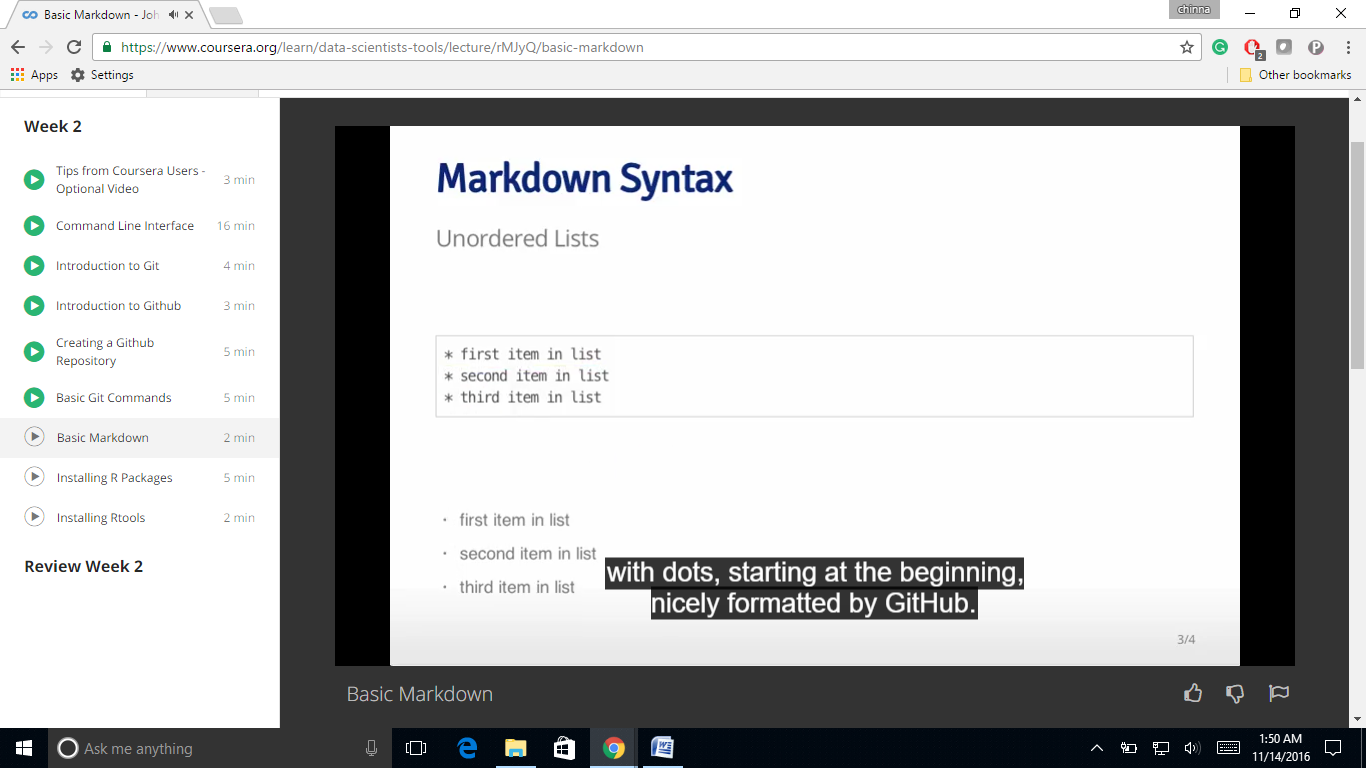 Basic Markdown - Joh
chinna
https://www.coursera.org/learn/data-scientists-tools/lecture/rMJyQ/basic-markdown
2
Apps
Settings
Other bookmarks
Week 2
Tips from Coursera Users -
Optional Video
3 min
Command Line Interface
16 min
Introduction to Git
4 min
Introduction to Github
3 min
Creating a Github
Repository
5 min
Basic Git Commands
5 min
Basic Markdown
2 min
Installing R Packages
5 min
Installing Rtools
2 min
Review Week 2
Markdown Syntax
Unordered Lists
* first item in list
* second item in list
* third item in list
· first item in list
· second item in list
· third item in list
with dots, starting at the beginning,
nicely formatted by GitHub.
3/4
Basic Markdown
Ask me anything
1:50 AM
11/14/2016